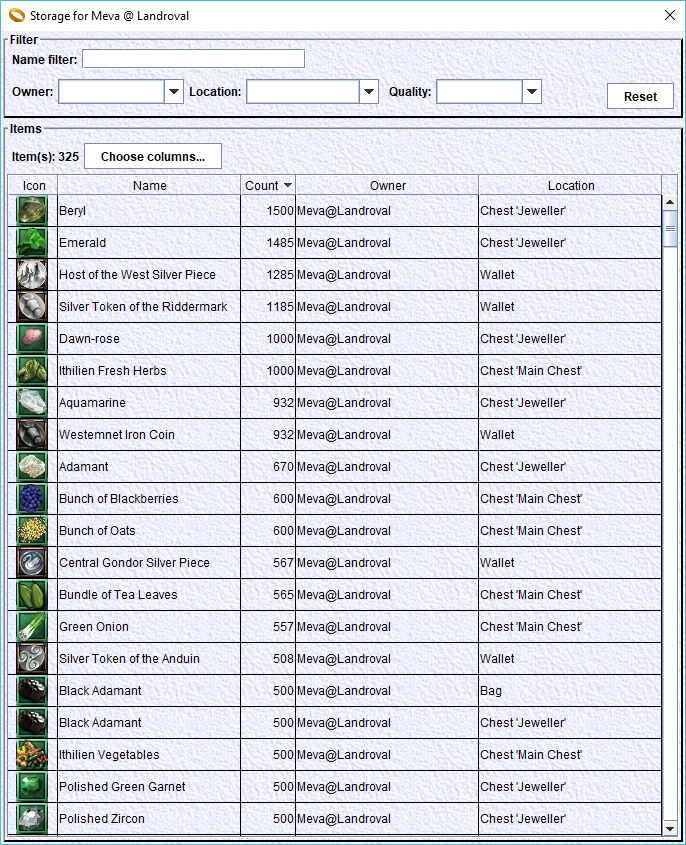 Storage for Meva @ Landroval
Filter
Name filter:
Owner: Location: Quality: Reset
Items
Item(s): 325 Choose columns...
Icon Name Count Owner Location
Beryl 1500 Meva@Landroval Chest 'Jeweller'
Emerald 1485 Meva@Landroval Chest 'Jeweller'
Host of the West Silver Piece 1285 Meva@Landroval Wallet
Silver Token of the Riddermark 1185 Meva@Landroval Wallet
Dawn-rose 1000 Meva@Landroval Chest 'Jeweller'
Ithilien Fresh Herbs 1000 Meva@Landroval Chest 'Main Chest'
Aquamarine 932 Meva@Landroval Chest 'Jeweller'
Westemnet Iron Coin 932 Meva@Landroval Wallet
Adamant 670 Meva@Landroval Chest 'Jeweller'
Bunch of Blackberries 600 Meva@Landroval Chest 'Main Chest'
Bunch of Oats 600 Meva@Landroval Chest 'Main Chest'
Central Gondor Silver Piece 567 Meva@Landroval Wallet
Bundle of Tea Leaves 565 Meva@Landroval Chest 'Main Chest'
Green Onion 557 Meva@Landroval Chest 'Main Chest'
Silver Token of the Anduin 508 Meva@Landroval Wallet
Black Adamant 500 Meva@Landroval Bag
Black Adamant 500 Meva@Landroval Chest 'Jeweller'
Ithilien Vegetables 500 Meva@Landroval Chest 'Main Chest'
Polished Green Garnet 500 Meva@Landroval Chest 'Jeweller'
Polished Zircon 500 Meva@Landroval Chest 'Jeweller'